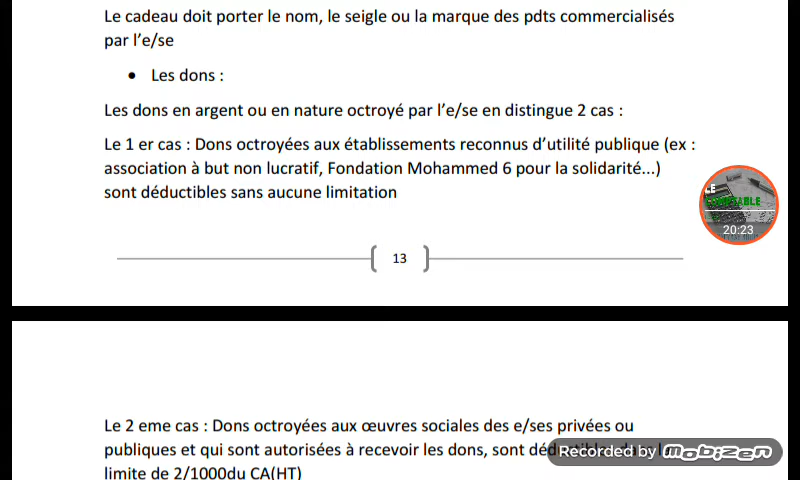 Le cadeau doit porter le nom, le seigle ou la marque des pdts commercialisés
par l'e/se
• Les dons :
Les dons en argent ou en nature octroyé par l'e/se en distingue 2 cas :
Le 1 er cas : Dons octroyées aux établissements reconnus d'utilité publique (ex :
association à but non lucratif, Fondation Mohammed 6 pour la solidarité...)
sont déductibles sans aucune limitation
LE
COMPTABLE
20:23
13
Le 2 eme cas : Dons octroyées aux œuvres sociales des e/ses privées ou
publiques et qui sont autorisées à recevoir les dons, sont
Recorded by Mobizen
limite de 2/1000du CA(HT)